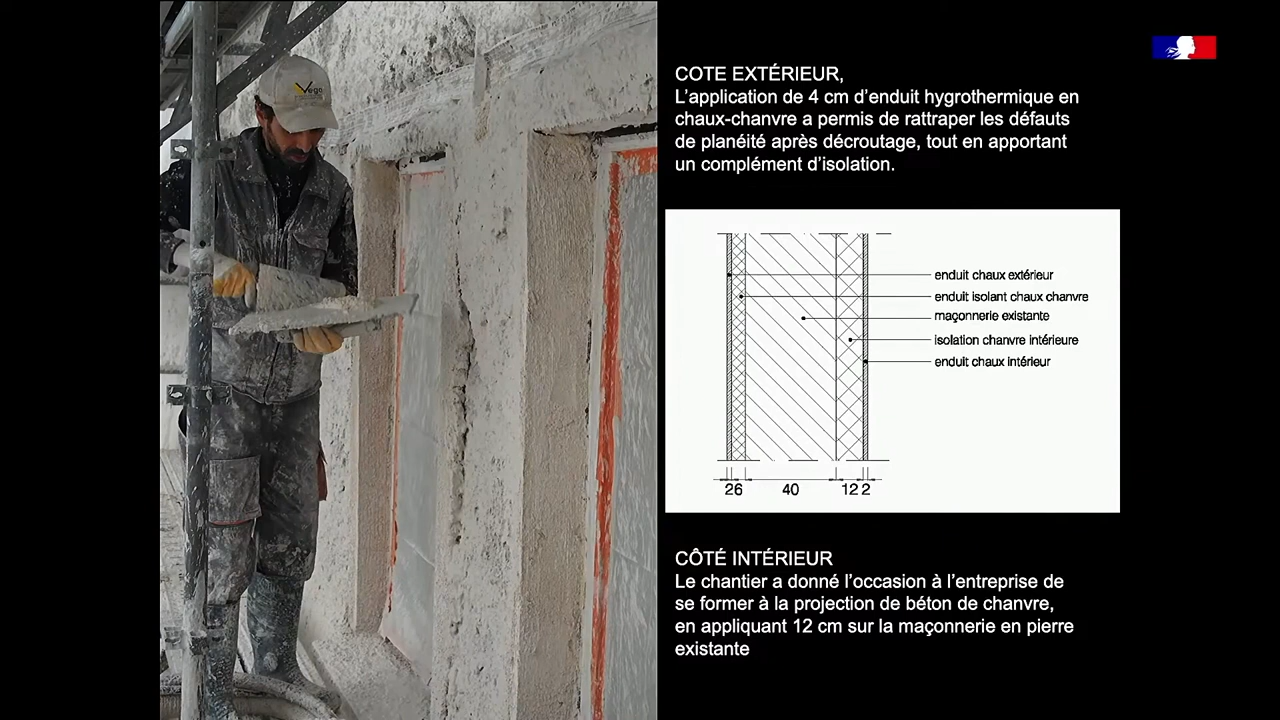 Vego
COTE EXTÉRIEUR,
L'application de 4 cm d'enduit hygrothermique en
chaux-chanvre a permis de rattraper les défauts
de planéité après décroutage, tout en apportant
un complément d'isolation.
enduit chaux extérieur
enduit isolant chaux chanvre
maçonnerie existante
isolation chanvre intérieure
enduit chaux intérieur
26 40 12 2
CÔTÉ INTÉRIEUR
Le chantier a donné l'occasion à l'entreprise de
se former à la projection de béton de chanvre,
en appliquant 12 cm sur la maçonnerie en pierre
existante